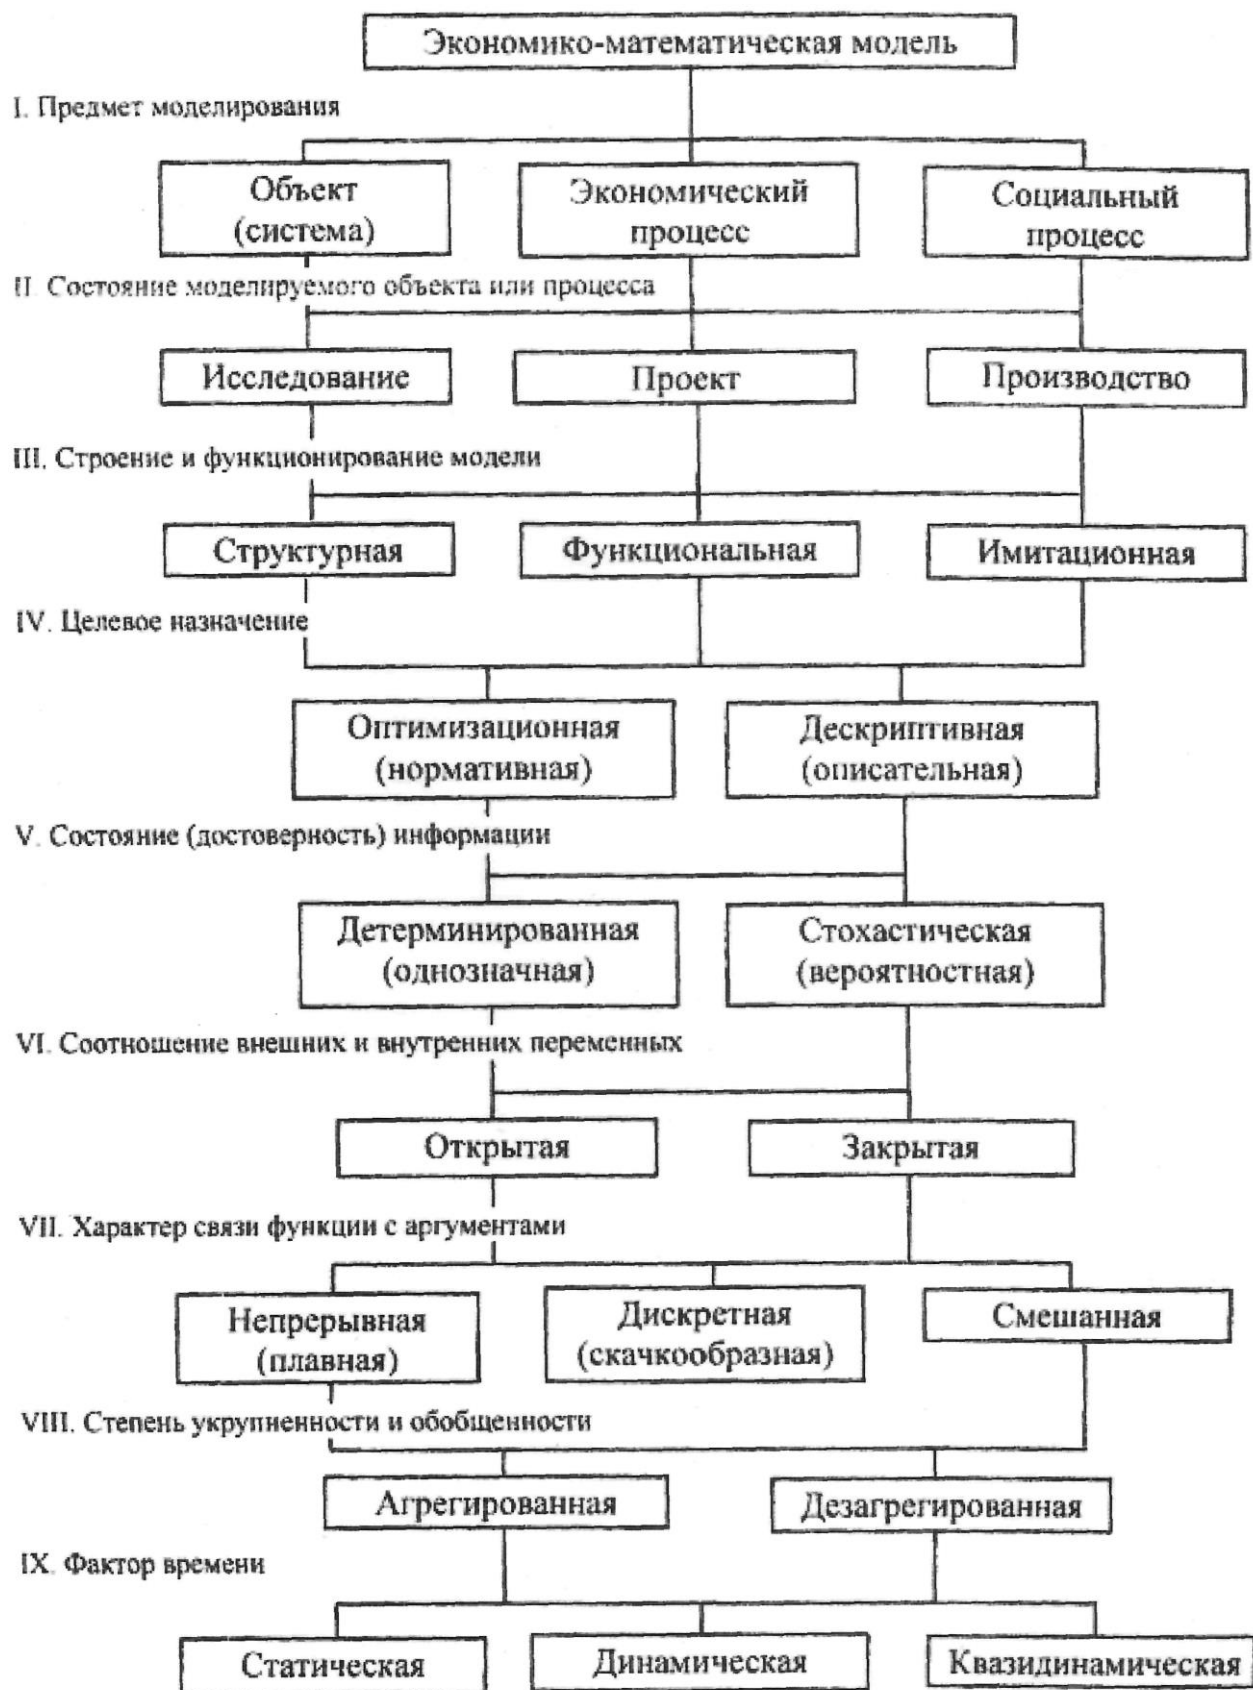 Экономико-математическая модель
I. Предмет моделирования
Объект
(система)
Экономический
процесс
Социальный
процесс
II. Состояние моделируемого объекта или процесса
Исследование
Проект
Производство
III. Строение и функционирование модели
Структурная
Функциональная
Имитационная
IV. Целевое назначение
Оптимизационная
(нормативная)
Дескриптивная
(описательная)
V. Состояние (достоверность) информации
Детерминированная
(однозначная)
Стохастическая
(вероятностная)
VI. Соотношение внешних и внутренних переменных
Открытая
Закрытая
VII. Характер связи функции с аргументами
Непрерывная
(плавная)
Дискретная
(скачкообразная)
Смешанная
VIII. Степень укрупненности и обобщенности
Агрегированная
Дезагрегированная
IX. Фактор времени
Статическая
Динамическая
Квазидинамическая